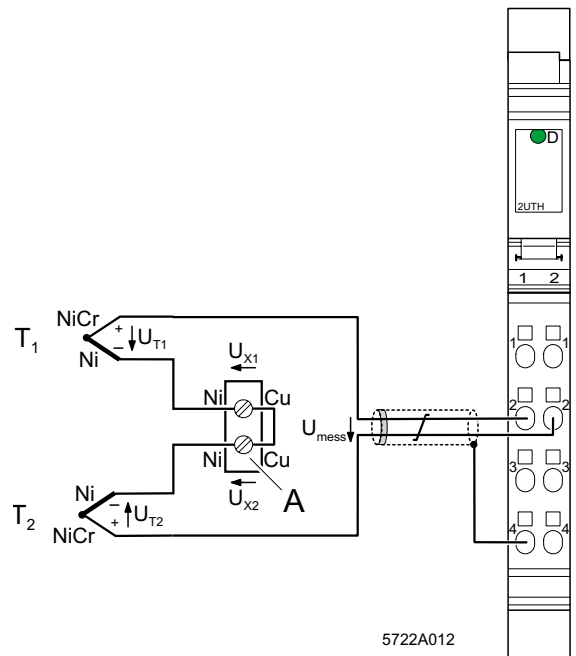 D
2UTH
1 2
NiCr
+
T1
UT1
−
Ni
UX1
Ni Cu
Umess
Ni Cu
UX2
A
Ni
−
T2
UT2
+
NiCr
1 1
2 2
3 3
4 4
5722A012